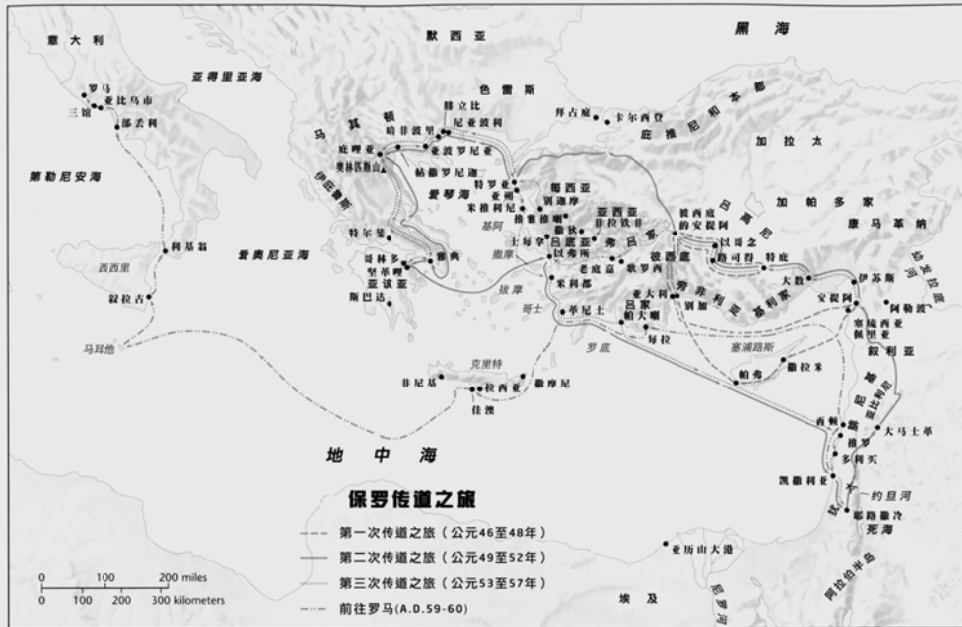 意大利
罗马
三馆
亚比乌市
部丢利
亚得里亚海
第勒尼安海
利基翁
西西里
叙拉古
马耳他
爱奥尼亚海
默西亚
黑海
色雷斯
马其顿
腓立比
尼亚波利
暗非波里
亚波罗尼亚
庇哩亚
奥林匹斯山
帖撒罗尼迦
爱琴海
特尔斐
哥林多
坚革哩
亚该亚
雅典
斯巴达
拜占庭
卡尔西登
庇推尼和本都
加拉太
加帕多家
康马革纳
吕高尼
特罗亚
亚朔
米推利尼
每西亚
别迦摩
推雅推喇
撒狄
亚西亚
非拉铁非
基阿
士每拿
吕底亚
撒摩
以弗所
老底嘉
歌罗西
弗吕家
彼西底的安提阿
彼西底
以哥念
路司得
特庇
大数
伊苏斯
幼发拉底河
米利都
拔摩
哥士
革尼土
罗底
亚大利
旁非利亚
别加
吕家
帕大喇
每拉
基利家
安提阿
阿勒波
塞琉西亚
叙利亚
塞浦路斯
撒拉米
帕弗
克里特
非尼基
拉西亚
撒摩尼
佳澳
腓尼基
亚比利尼
西顿
推罗
多利买
大马士革
凯撒利亚
约旦河
耶路撒冷
死海
地中海
亚历山大港
埃及
尼罗河
阿拉伯半岛
保罗传道之旅
第一次传道之旅（公元46至48年）
第二次传道之旅（公元49至52年）
第三次传道之旅（公元53至57年）
前往罗马(A.D.59-60)
0 100 200 miles
0 100 200 300 kilometers